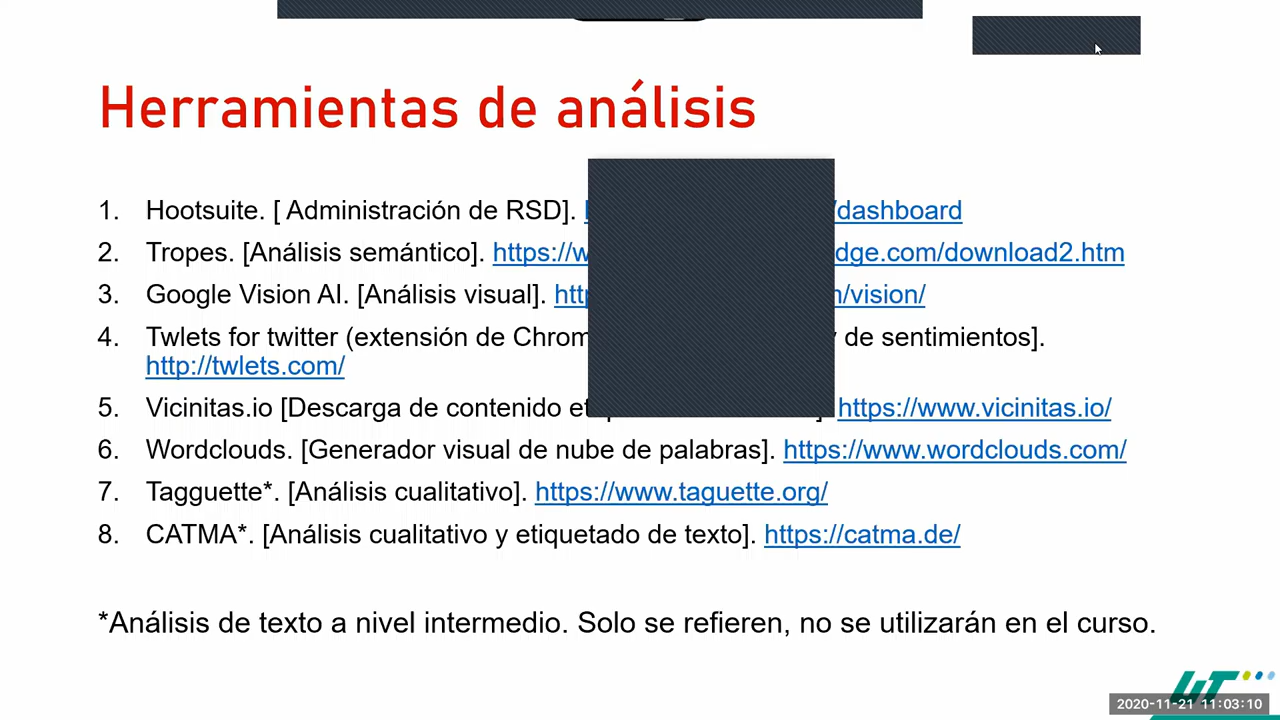 Herramientas de análisis
1. Hootsuite. [ Administración de RSD]. /dashboard
2. Tropes. [Análisis semántico]. https://w dge.com/download2.htm
3. Google Vision AI. [Análisis visual]. htt /vision/
4. Twlets for twitter (extensión de Chrom y de sentimientos].
http://twlets.com/
5. Vicinitas.io [Descarga de contenido et ]. https://www.vicinitas.io/
6. Wordclouds. [Generador visual de nube de palabras]. https://www.wordclouds.com/
7. Tagguette*. [Análisis cualitativo]. https://www.taguette.org/
8. CATMA*. [Análisis cualitativo y etiquetado de texto]. https://catma.de/
*Análisis de texto a nivel intermedio. Solo se refieren, no se utilizarán en el curso.
2020-11-21 11:03:10